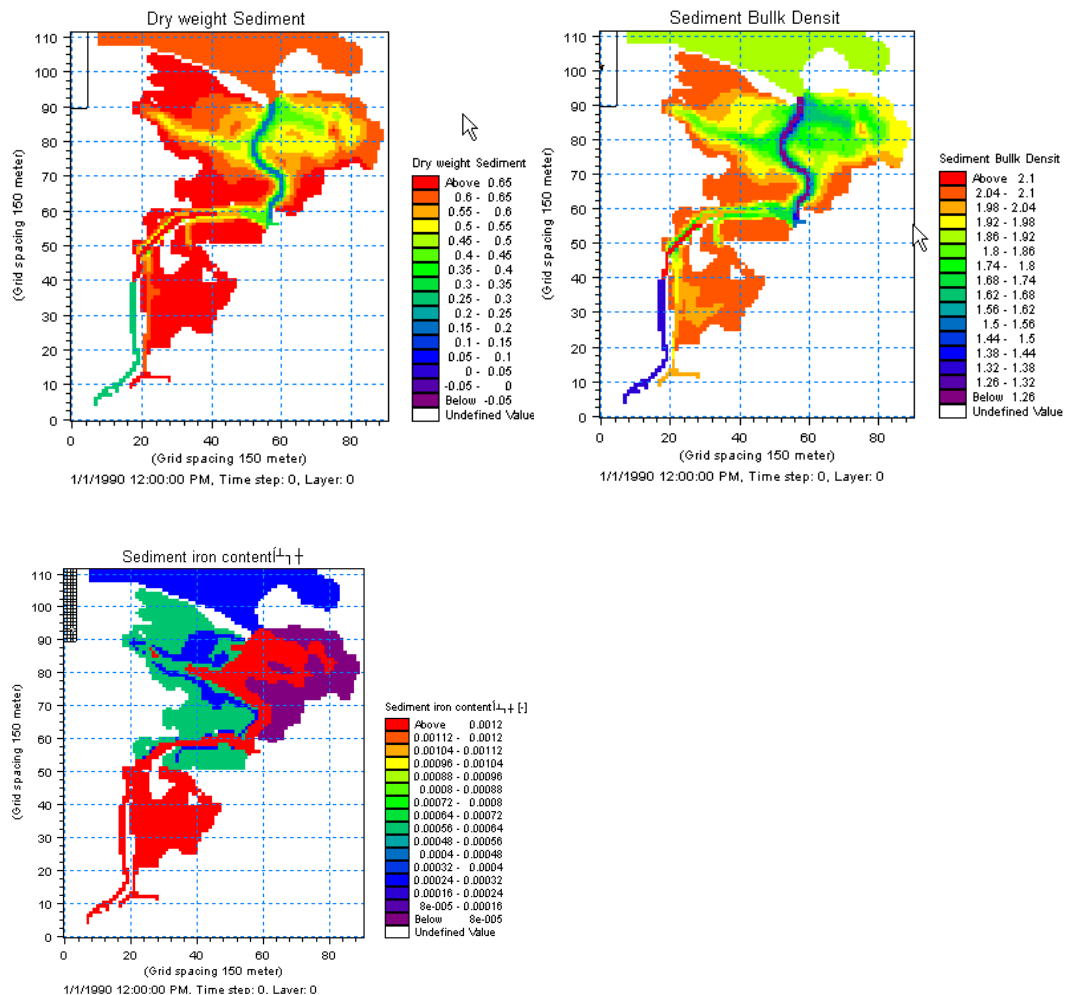 Dry weight Sediment
110
100
90
80
70
60
50
40
30
20
10
0
(Grid spacing 150 meter)
0 20 40 60 80
(Grid spacing 150 meter)
1/1/1990 12:00:00 PM, Time step: 0, Layer: 0
Dry weight Sediment
Above 0.65
0.6 - 0.65
0.55 - 0.6
0.5 - 0.55
0.45 - 0.5
0.4 - 0.45
0.35 - 0.4
0.3 - 0.35
0.25 - 0.3
0.2 - 0.25
0.15 - 0.2
0.1 - 0.15
0.05 - 0.1
0 - 0.05
-0.05 - 0
Below -0.05
Undefined Value
Sediment Bullk Densit
110
100
90
80
70
60
50
40
30
20
10
0
(Grid spacing 150 meter)
0 20 40 60 80
(Grid spacing 150 meter)
1/1/1990 12:00:00 PM, Time step: 0, Layer: 0
Sediment Bullk Densit
Above 2.1
2.04 - 2.1
1.98 - 2.04
1.92 - 1.98
1.86 - 1.92
1.8 - 1.86
1.74 - 1.8
1.68 - 1.74
1.62 - 1.68
1.56 - 1.62
1.5 - 1.56
1.44 - 1.5
1.38 - 1.44
1.32 - 1.38
1.26 - 1.32
Below 1.26
Undefined Value
Sediment iron content
110
100
90
80
70
60
50
40
30
20
10
0
(Grid spacing 150 meter)
0 20 40 60 80
(Grid spacing 150 meter)
1/1/1990 12:00:00 PM, Time step: 0, Layer: 0
Sediment iron content [-]
Above 0.0012
0.00112 - 0.0012
0.00104 - 0.00112
0.00096 - 0.00104
0.00088 - 0.00096
0.0008 - 0.00088
0.00072 - 0.0008
0.00064 - 0.00072
0.00056 - 0.00064
0.00048 - 0.00056
0.0004 - 0.00048
0.00032 - 0.0004
0.00024 - 0.00032
0.00016 - 0.00024
8e-005 - 0.00016
Below 8e-005
Undefined Value